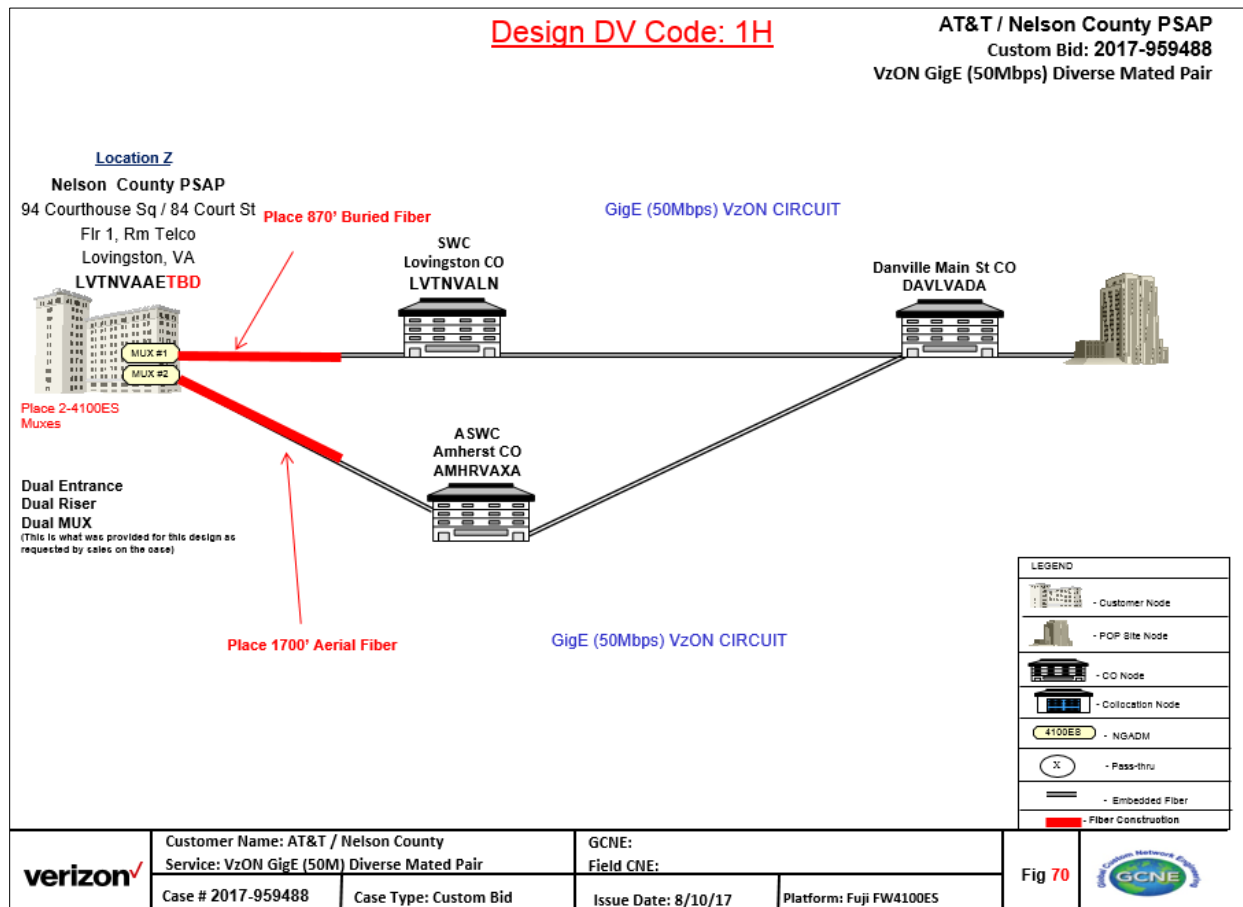 Design DV Code: 1H
AT&T / Nelson County PSAP
Custom Bid: 2017-959488
VzON GigE (50Mbps) Diverse Mated Pair
Location Z
Nelson County PSAP
94 Courthouse Sq / 84 Court St
Flr 1, Rm Telco
Lovingston, VA
LVTNVAAETBD
Place 870' Buried Fiber
GigE (50Mbps) VzON CIRCUIT
SWC
Lovingston CO
LVTNVALN
Danville Main St CO
DAVLVADA
MUX #1
MUX #2
Place 2-4100ES
Muxes
ASWC
Amherst CO
AMHRVAXA
Dual Entrance
Dual Riser
Dual MUX
(This is what was provided for this design as
requested by sales on the case)
Place 1700' Aerial Fiber
GigE (50Mbps) VzON CIRCUIT
LEGEND
- Customer Node
- POP Site Node
- CO Node
- Collocation Node
4100ES - NGADM
X - Pass-thru
- Embedded Fiber
- Fiber Construction
verizon
Customer Name: AT&T / Nelson County
Service: VzON GigE (50M) Diverse Mated Pair
Case # 2017-959488
Case Type: Custom Bid
GCNE:
Field CNE:
Issue Date: 8/10/17
Platform: Fuji FW4100ES
Fig 70
Global Custom Network Engineering
GCNE